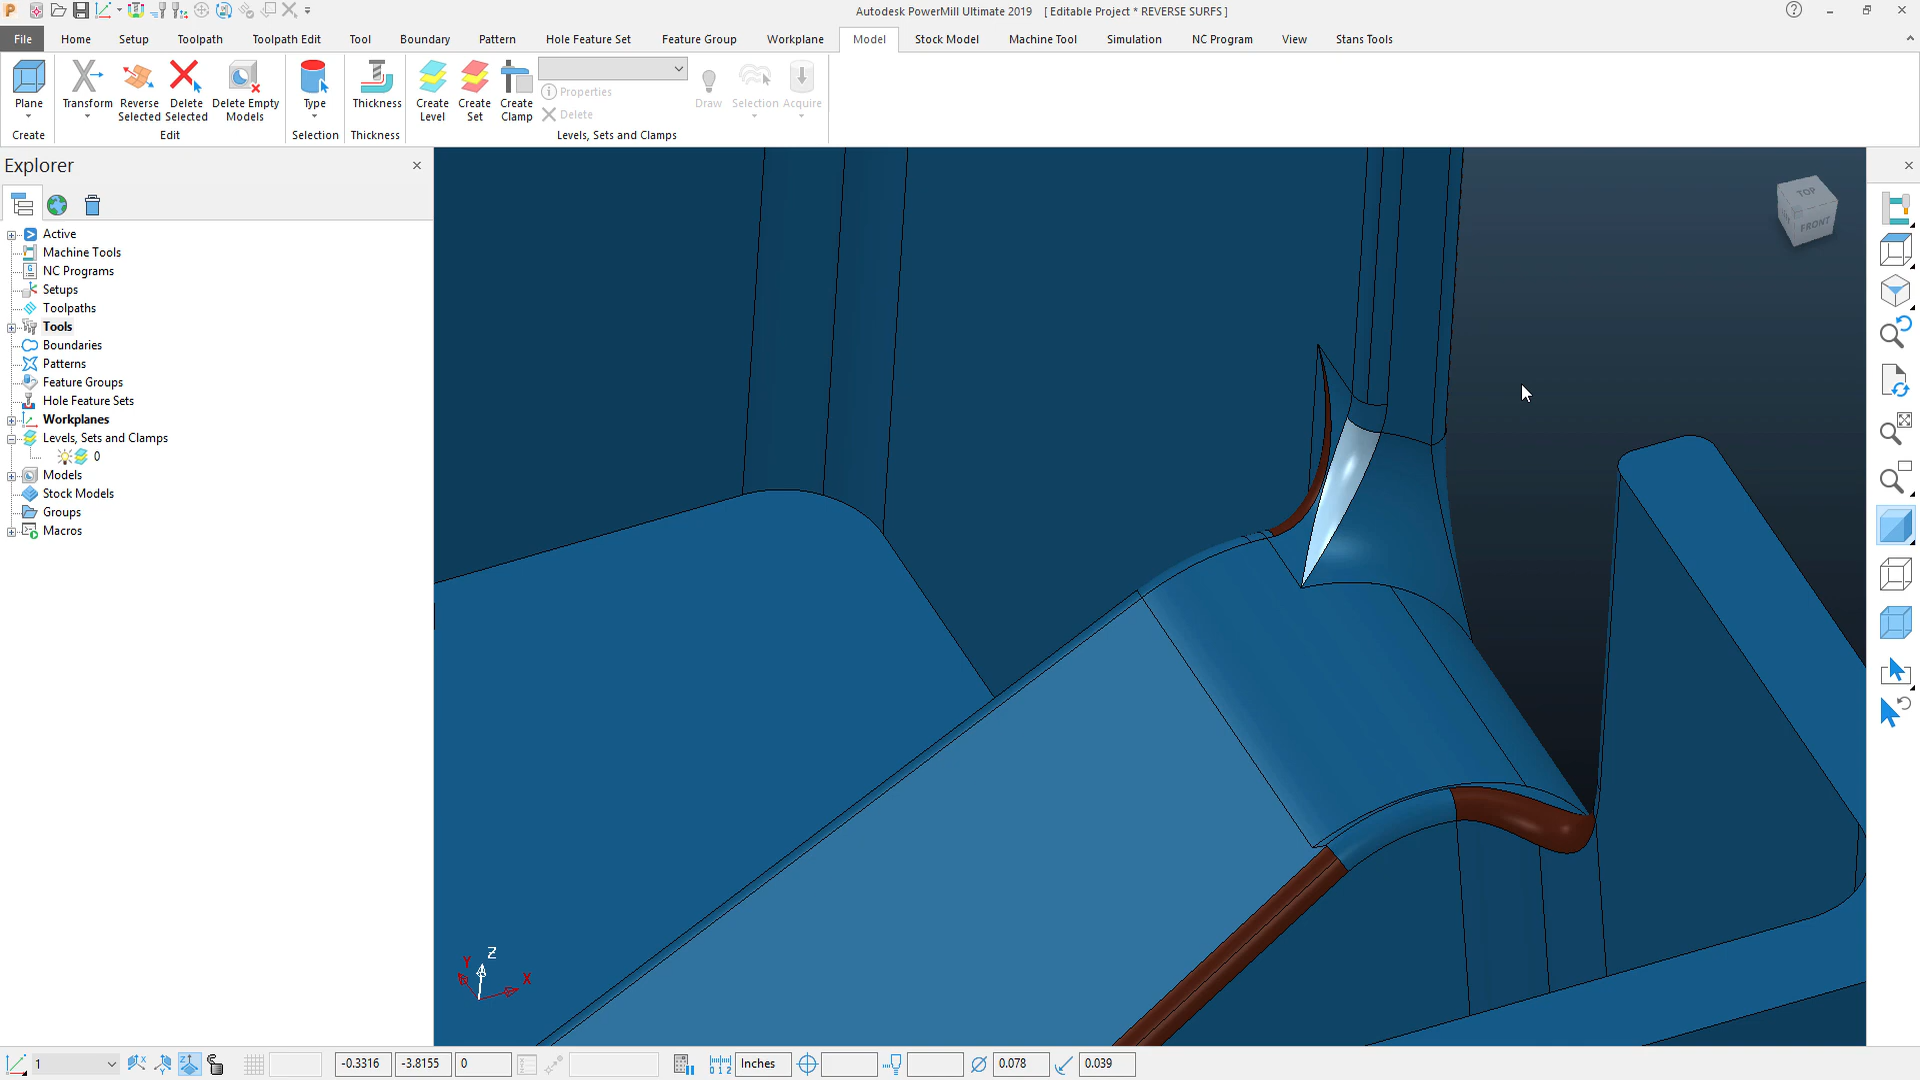 Autodesk PowerMill Ultimate 2019 [ Editable Project * REVERSE SURFS ]
File Home Setup Toolpath Toolpath Edit Tool Boundary Pattern Hole Feature Set Feature Group Workplane Model Stock Model Machine Tool Simulation NC Program View Stans Tools
Plane
Transform
Reverse Selected
Delete Selected
Delete Empty Models
Type
Thickness
Create Level
Create Set
Create Clamp
Properties
Delete
Draw
Selection
Acquire
Create
Edit
Selection
Thickness
Levels, Sets and Clamps
Explorer
Active
Machine Tools
NC Programs
Setups
Toolpaths
Tools
Boundaries
Patterns
Feature Groups
Hole Feature Sets
Workplanes
Levels, Sets and Clamps
0
Models
Stock Models
Groups
Macros
TOP
FRONT
Z
Y
X
1
-0.3316
-3.8155
0
Inches
0.078
0.039